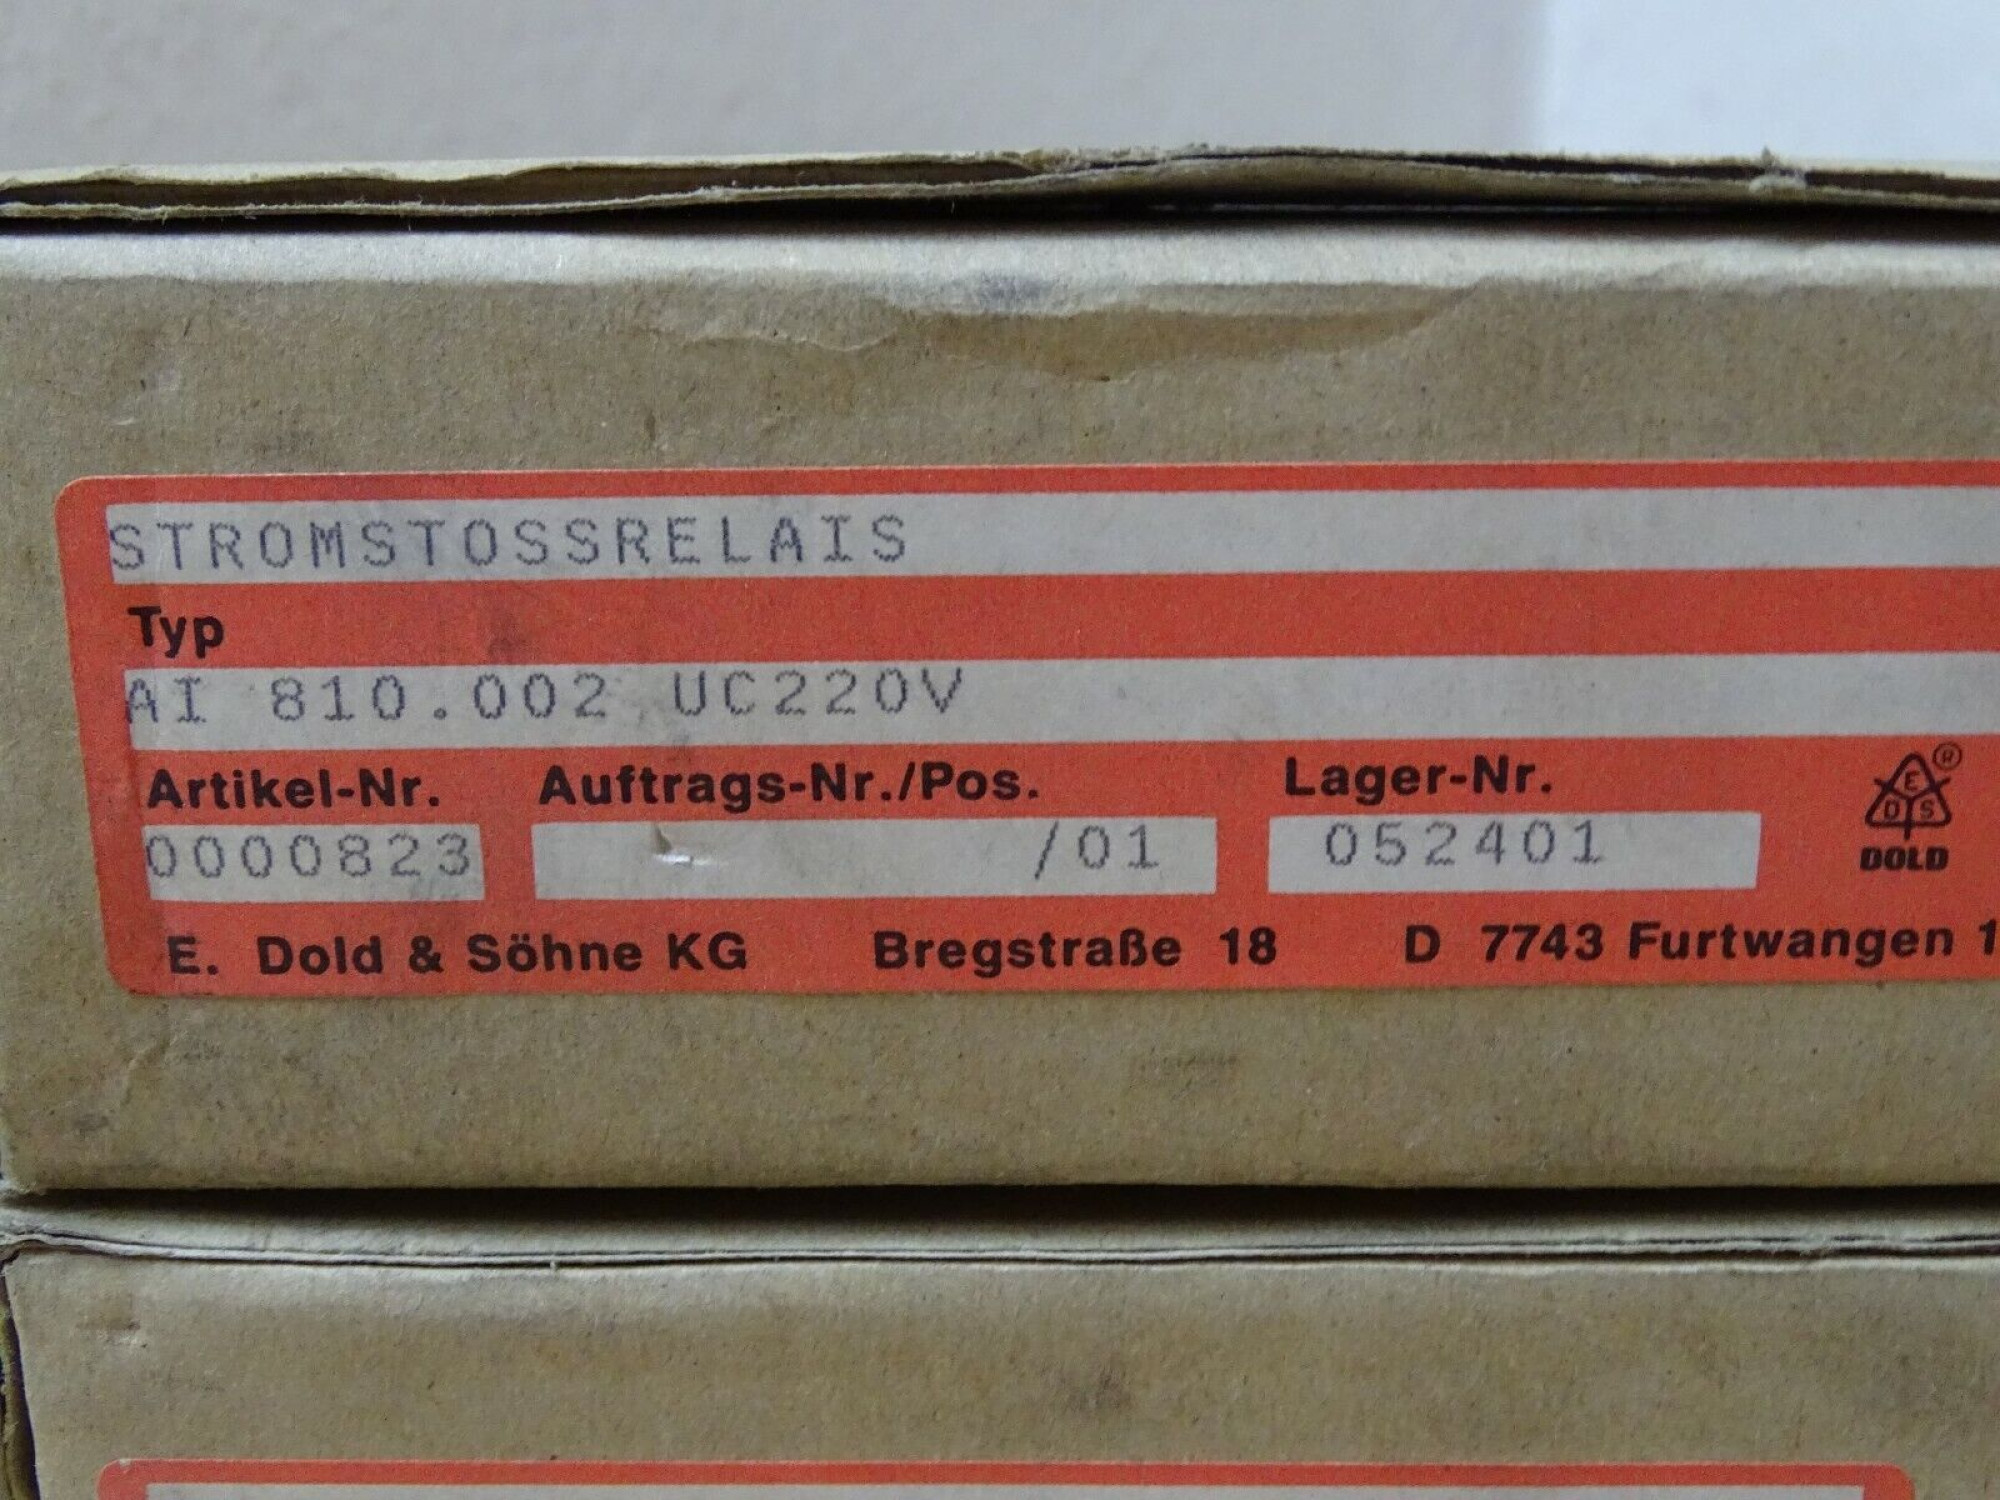 STROMSTOSSRELAIS
Typ
AI 810.002 UC220V
Artikel-Nr. Auftrags-Nr./Pos. Lager-Nr.
0000823 /01 052401
E D S ®
DOLD
E. Dold & Söhne KG Bregstraße 18 D 7743 Furtwangen 1